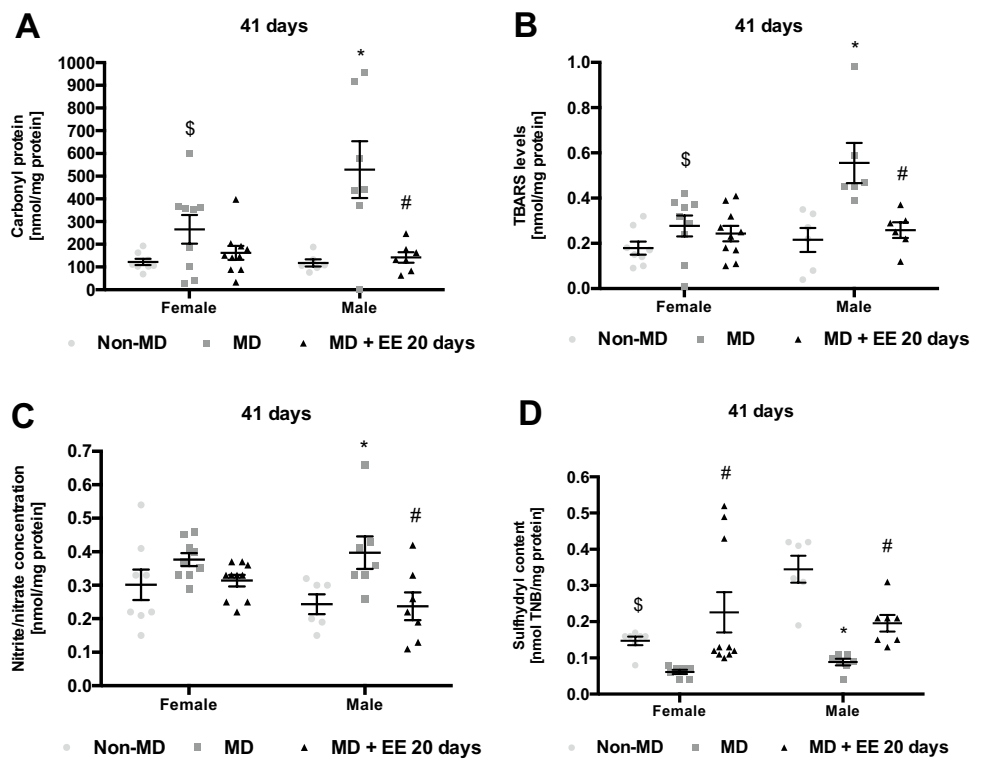 A
41 days
Carbonyl protein
[nmol/mg protein]
1000
900
800
700
600
500
400
300
200
100
0
$
*
#
Female
Male
Non-MD
MD
MD + EE 20 days
B
41 days
TBARS levels
[nmol/mg protein]
1.0
0.8
0.6
0.4
0.2
0.0
$
*
#
Female
Male
Non-MD
MD
MD + EE 20 days
C
41 days
Nitrite/nitrate concentration
[nmol/mg protein]
0.7
0.6
0.5
0.4
0.3
0.2
0.1
0.0
*
#
Female
Male
Non-MD
MD
MD + EE 20 days
D
41 days
Sulfhydryl content
[nmol TNB/mg protein]
0.6
0.5
0.4
0.3
0.2
0.1
0.0
$
#
*
#
Female
Male
Non-MD
MD
MD + EE 20 days